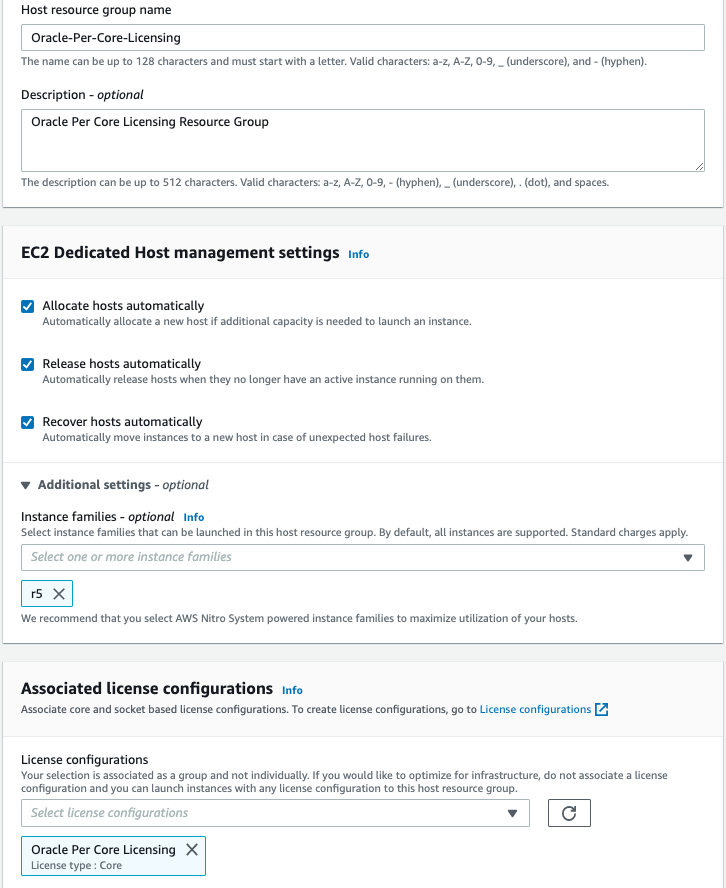 Host resource group name
Oracle-Per-Core-Licensing
The name can be up to 128 characters and must start with a letter. Valid characters: a-z, A-Z, 0-9, _ (underscore), and - (hyphen).
Description - optional
Oracle Per Core Licensing Resource Group
The description can be up to 512 characters. Valid characters: a-z, A-Z, 0-9, - (hyphen), _ (underscore), . (dot), and spaces.
EC2 Dedicated Host management settings Info
Allocate hosts automatically
Automatically allocate a new host if additional capacity is needed to launch an instance.
Release hosts automatically
Automatically release hosts when they no longer have an active instance running on them.
Recover hosts automatically
Automatically move instances to a new host in case of unexpected host failures.
Additional settings - optional
Instance families - optional Info
Select instance families that can be launched in this host resource group. By default, all instances are supported. Standard charges apply.
Select one or more instance families
r5
We recommend that you select AWS Nitro System powered instance families to maximize utilization of your hosts.
Associated license configurations Info
Associate core and socket based license configurations. To create license configurations, go to License configurations
License configurations
Your selection is associated as a group and not individually. If you would like to optimize for infrastructure, do not associate a license
configuration and you can launch instances with any license configuration to this host resource group.
Select license configurations
Oracle Per Core Licensing
License type : Core